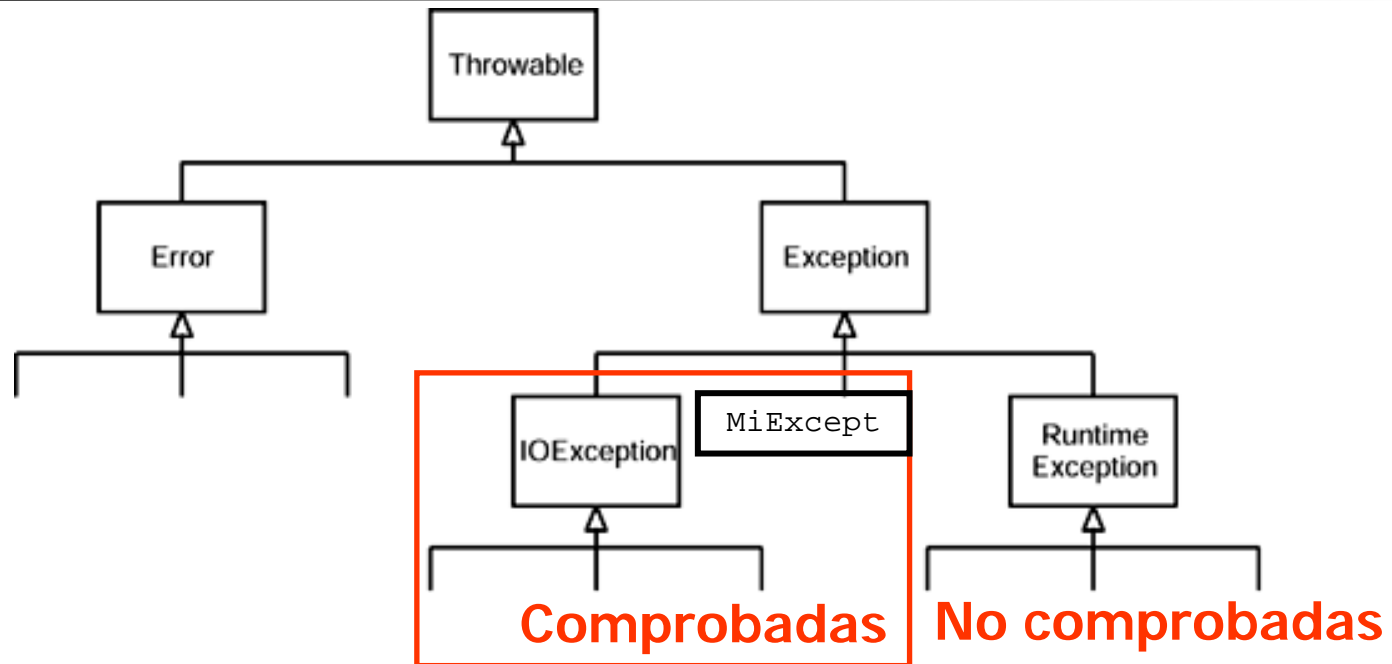 Throwable
Error
Exception
IOException
MiExcept
Runtime
Exception
Comprobadas
No comprobadas